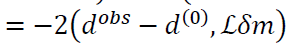 = −2(d^{obs} − d^{(0)}, ℒδm)